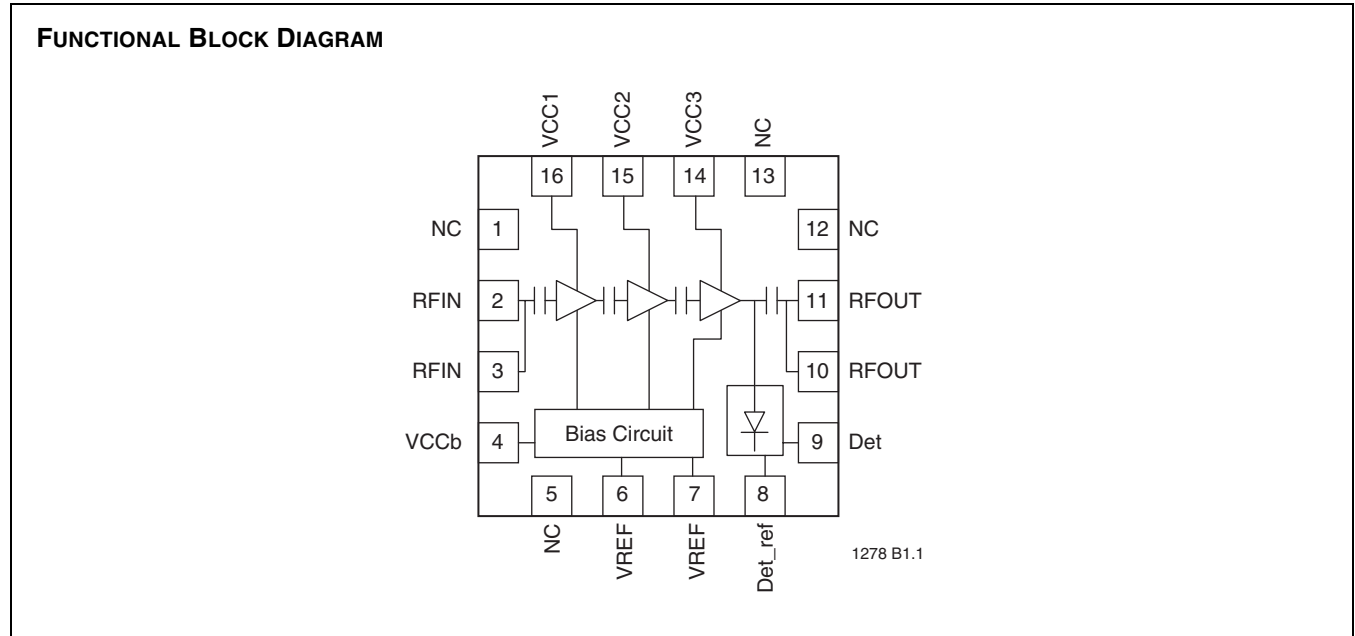 FUNCTIONAL BLOCK DIAGRAM
VCC1
VCC2
VCC3
NC
16
15
14
13
NC
1
12
NC
RFIN
2
11
RFOUT
RFIN
3
10
RFOUT
VCCb
4
Bias Circuit
9
Det
5
6
7
8
NC
VREF
VREF
Det_ref
1278 B1.1